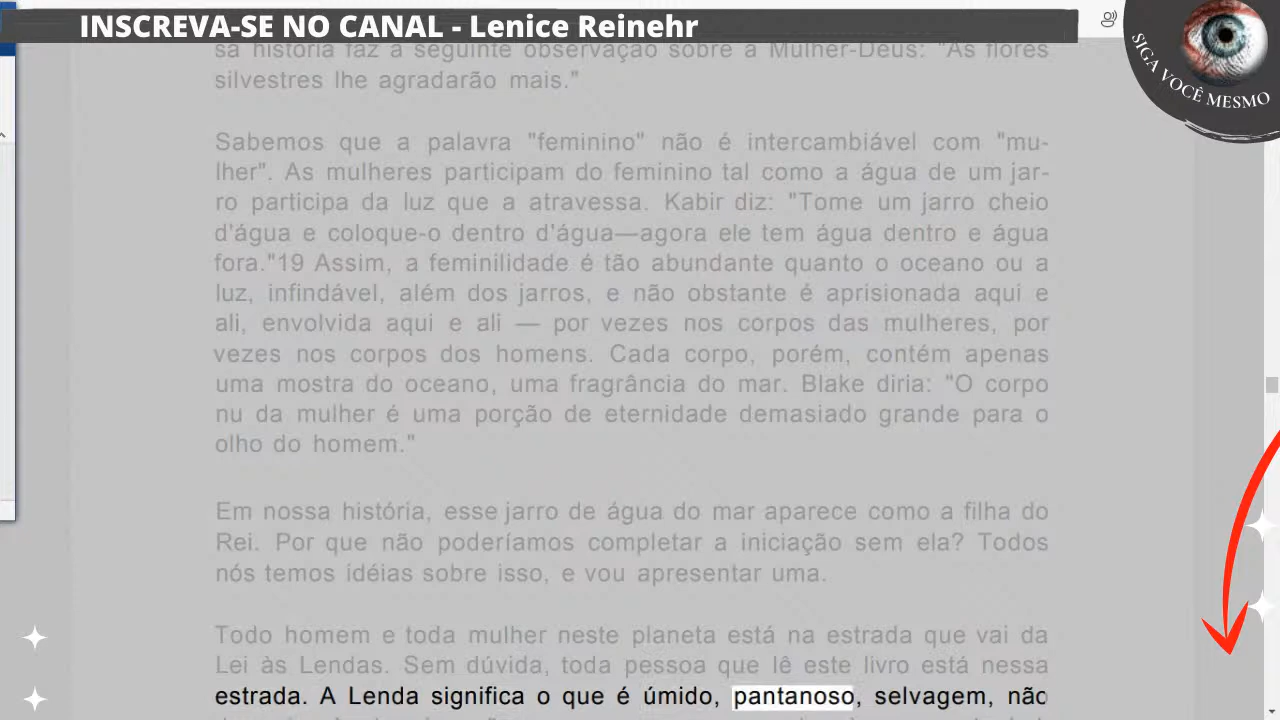 INSCREVA-SE NO CANAL - Lenice Reinehr
SIGA VOCÊ MESMO
sa história faz a seguinte observação sobre a Mulher-Deus: "As flores
silvestres lhe agradarão mais."
Sabemos que a palavra "feminino" não é intercambiável com "mu-
lher". As mulheres participam do feminino tal como a água de um jar-
ro participa da luz que a atravessa. Kabir diz: "Tome um jarro cheio
d'água e coloque-o dentro d'água—agora ele tem água dentro e água
fora."19 Assim, a feminilidade é tão abundante quanto o oceano ou a
luz, infindável, além dos jarros, e não obstante é aprisionada aqui e
ali, envolvida aqui e ali — por vezes nos corpos das mulheres, por
vezes nos corpos dos homens. Cada corpo, porém, contém apenas
uma mostra do oceano, uma fragrância do mar. Blake diria: "O corpo
nu da mulher é uma porção de eternidade demasiado grande para o
olho do homem."
Em nossa história, esse jarro de água do mar aparece como a filha do
Rei. Por que não poderíamos completar a iniciação sem ela? Todos
nós temos idéias sobre isso, e vou apresentar uma.
Todo homem e toda mulher neste planeta está na estrada que vai da
Lei às Lendas. Sem dúvida, toda pessoa que lê este livro está nessa
estrada. A Lenda significa o que é úmido, pantanoso, selvagem, não